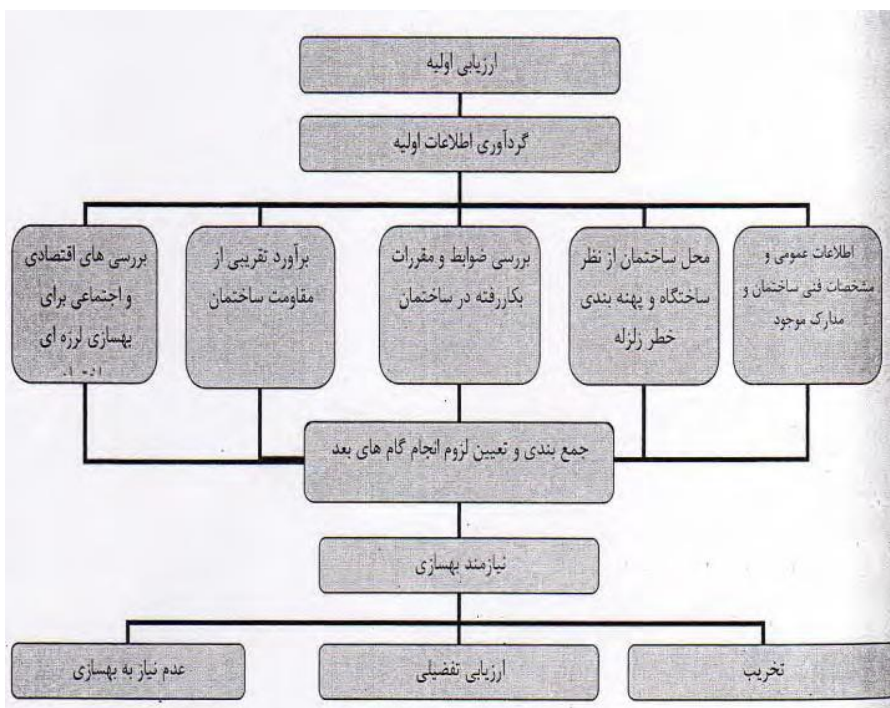 ارزیابی اولیه
گردآوری اطلاعات اولیه
اطلاعات عمومی و
مشخصات فنی ساختمان و
مدارک موجود
محل ساختمان از نظر
ساختگاه و پهنه بندی
خطر زلزله
بررسی ضوابط و مقررات
بکاررفته در ساختمان
برآورد تقریبی از
مقاومت ساختمان
بررسی های اقتصادی
و اجتماعی برای
بهسازی لرزه ای
جمع بندی و تعیین لزوم انجام گام های بعد
نیازمند بهسازی
تخریب
ارزیابی تفضیلی
عدم نیاز به بهسازی